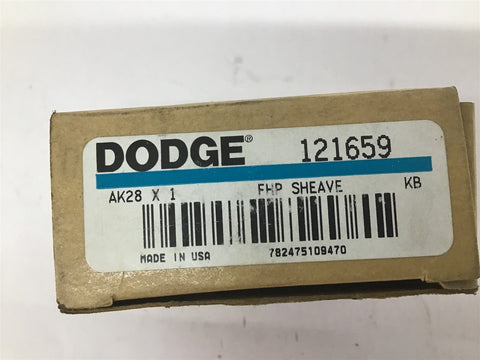 DODGE® 121659
AK28 X 1 FHP SHEAVE KB
MADE IN USA 782475109470